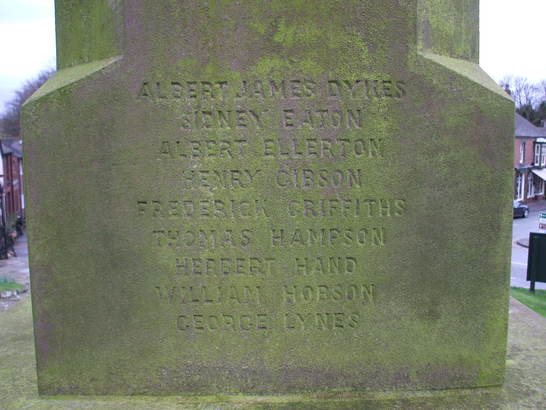 ALBERT JAMES DYKES
SIDNEY EATON
ALBERT ELLERTON
HENRY GIBSON
FREDERICK GRIFFITHS
THOMAS HAMPSON
HERBERT HAND
WILLIAM HOBSON
GEORGE LYNES